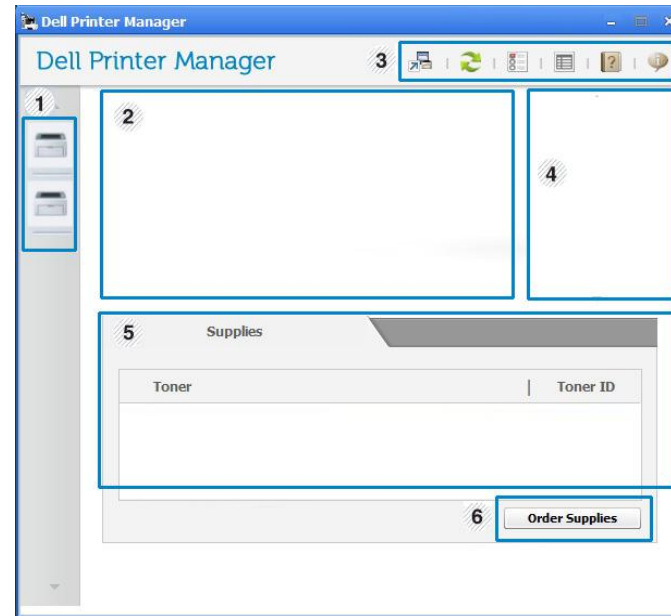 Dell Printer Manager
Dell Printer Manager
3
1
2
4
5
Supplies
Toner
Toner ID
6
Order Supplies